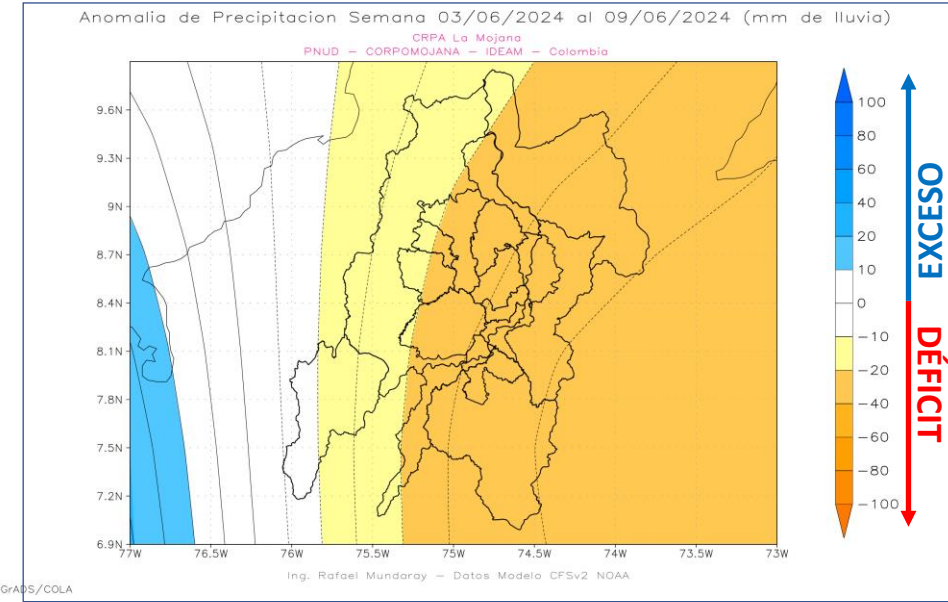 Anomalia de Precipitacion Semana 03/06/2024 al 09/06/2024 (mm de lluvia)
CRPA La Mojana
PNUD – CORPOMOJANA – IDEAM – Colombia
9.6N
9.3N
9N
8.7N
8.4N
8.1N
7.8N
7.5N
7.2N
6.9N
77W
76.5W
76W
75.5W
75W
74.5W
74W
73.5W
73W
100
80
60
40
20
10
0
−10
−20
−40
−60
−80
−100
EXCESO
DÉFICIT
Ing. Rafael Mundaray – Datos Modelo CFSv2 NOAA
GrADS/COLA